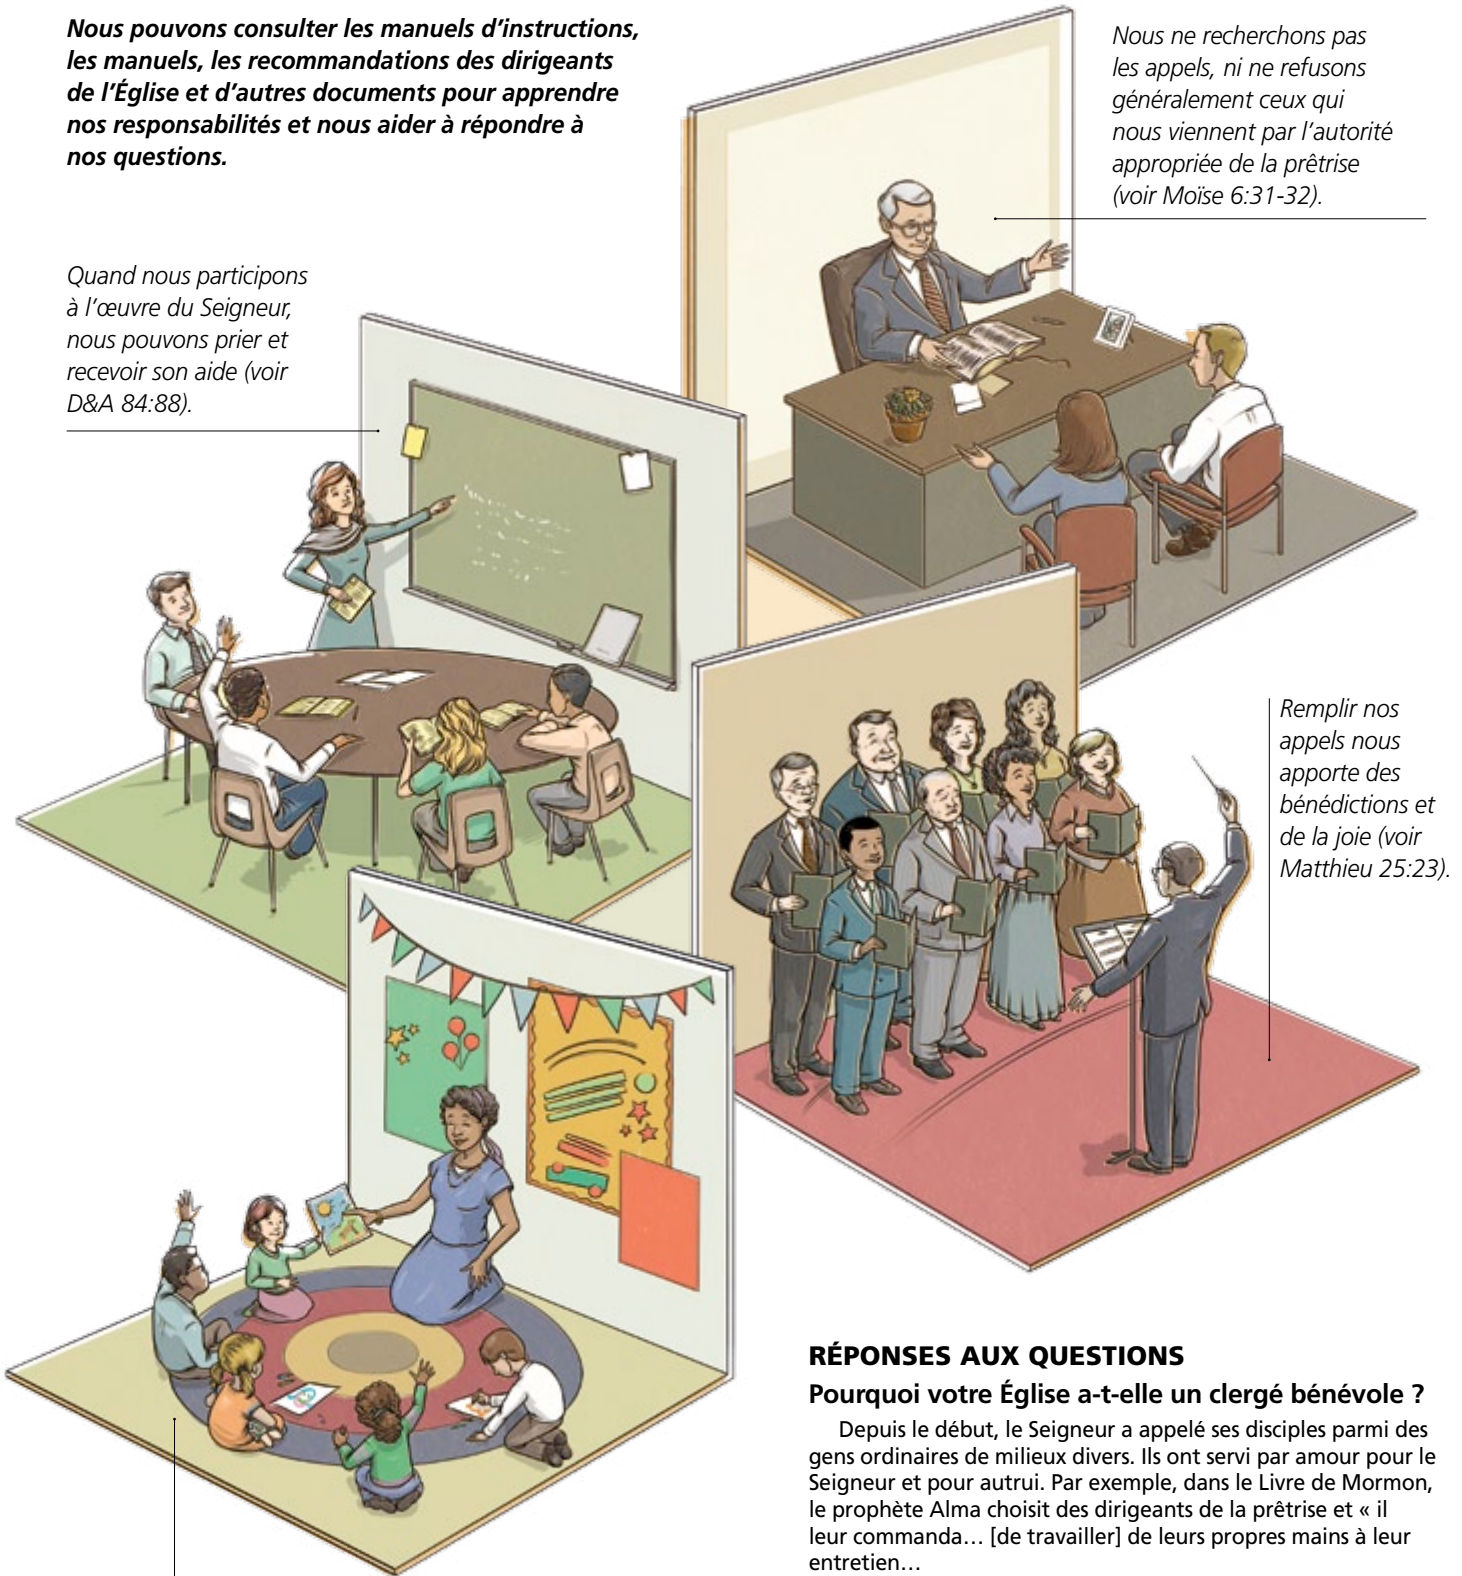 Nous pouvons consulter les manuels d’instructions,
les manuels, les recommandations des dirigeants
de l’Église et d’autres documents pour apprendre
nos responsabilités et nous aider à répondre à
nos questions.
Nous ne recherchons pas
les appels, ni ne refusons
généralement ceux qui
nous viennent par l’autorité
appropriée de la prêtrise
(voir Moïse 6:31-32).
Quand nous participons
à l’œuvre du Seigneur,
nous pouvons prier et
recevoir son aide (voir
D&A 84:88).
Remplir nos
appels nous
apporte des
bénédictions et
de la joie (voir
Matthieu 25:23).
RÉPONSES AUX QUESTIONS
Pourquoi votre Église a-t-elle un clergé bénévole ?
Depuis le début, le Seigneur a appelé ses disciples parmi des
gens ordinaires de milieux divers. Ils ont servi par amour pour le
Seigneur et pour autrui. Par exemple, dans le Livre de Mormon,
le prophète Alma choisit des dirigeants de la prêtrise et « il
leur commanda… [de travailler] de leurs propres mains à leur
entretien…